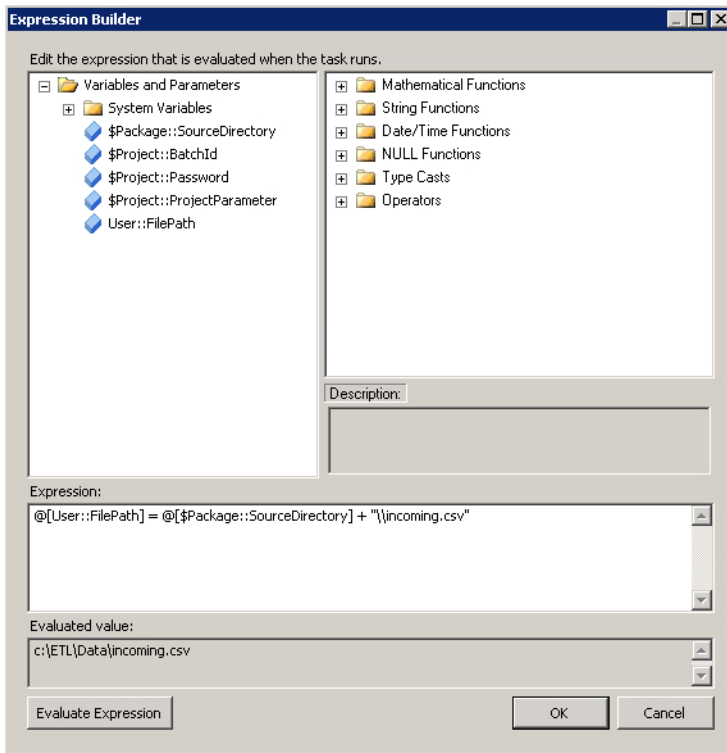 Expression Builder
Edit the expression that is evaluated when the task runs.
Variables and Parameters
System Variables
$Package::SourceDirectory
$Project::BatchId
$Project::Password
$Project::ProjectParameter
User::FilePath
Mathematical Functions
String Functions
Date/Time Functions
NULL Functions
Type Casts
Operators
Description:
Expression:
@[User::FilePath] = @[$Package::SourceDirectory] + "\\incoming.csv"
Evaluated value:
c:\ETL\Data\incoming.csv
Evaluate Expression
OK
Cancel